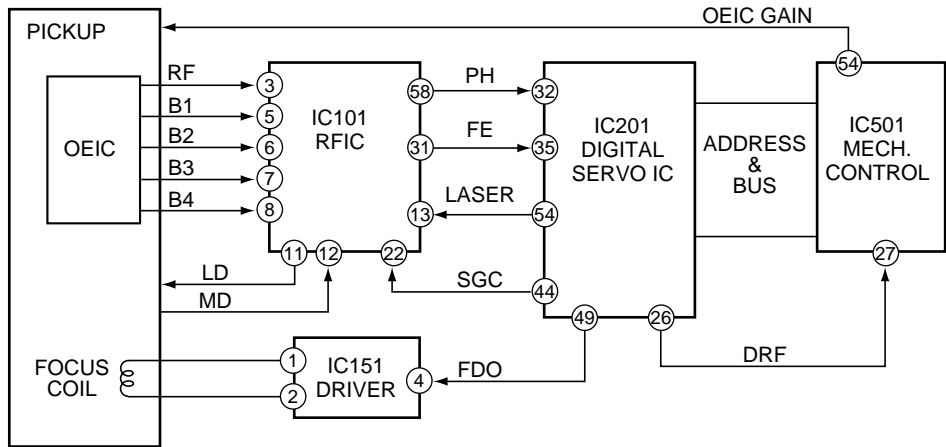 OEIC GAIN
PICKUP
54
RF
3
58
PH
32
B1
5
IC101
RFIC
IC201
DIGITAL
SERVO IC
ADDRESS
&
BUS
IC501
MECH.
CONTROL
OEIC
B2
6
31
FE
35
B3
7
B4
8
13
LASER
54
11
12
22
27
LD
MD
SGC
44
49
26
FOCUS
COIL
1
2
IC151
DRIVER
4
FDO
DRF